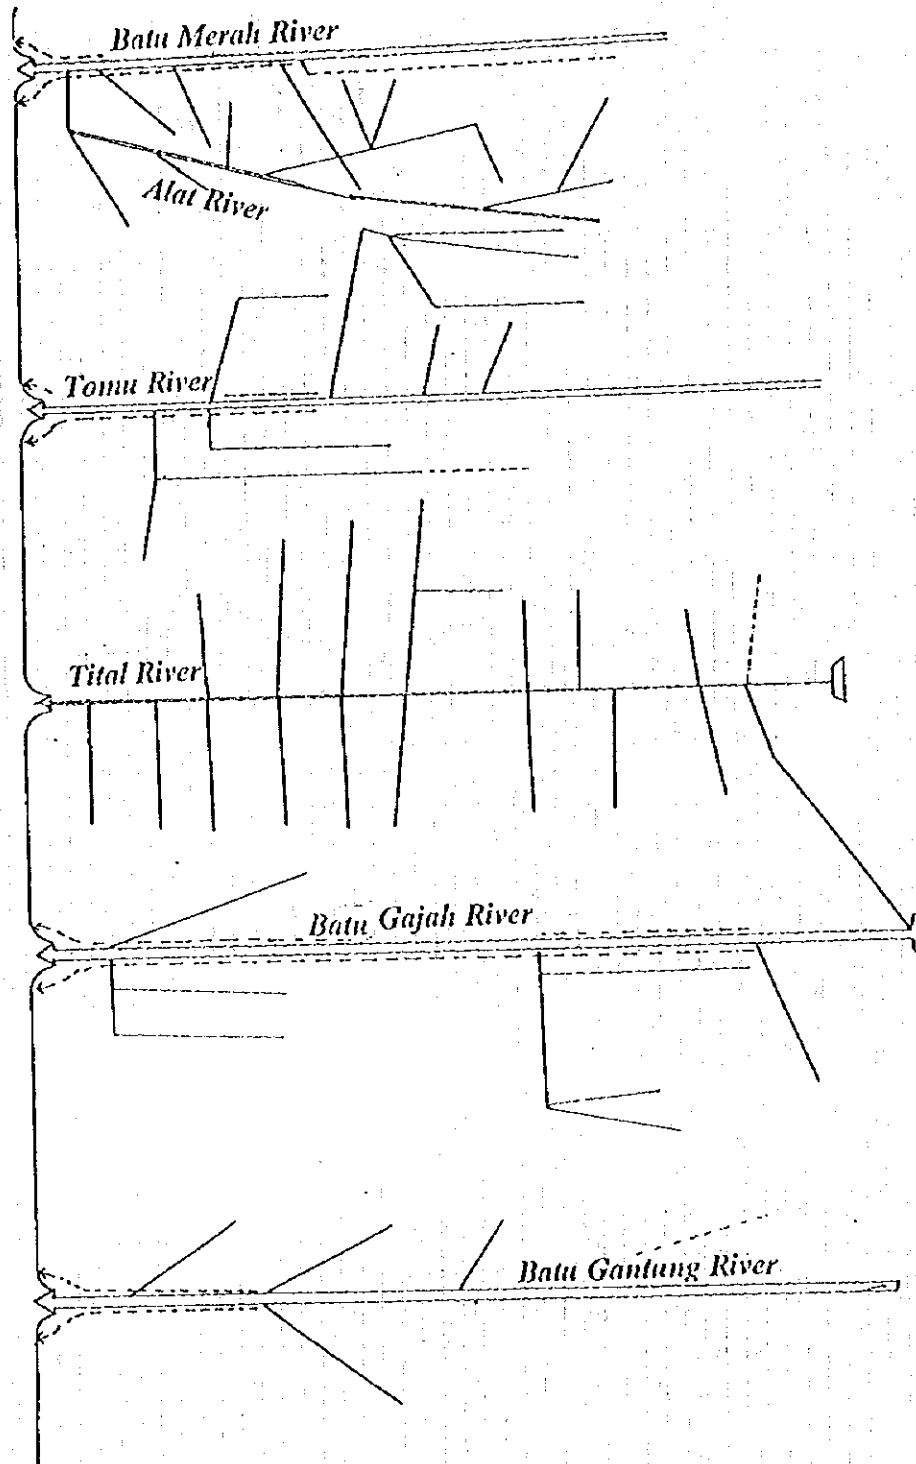 Batu Merah River
Alat River
Tomu River
Tital River
Batu Gajah River
Batu Gantung River